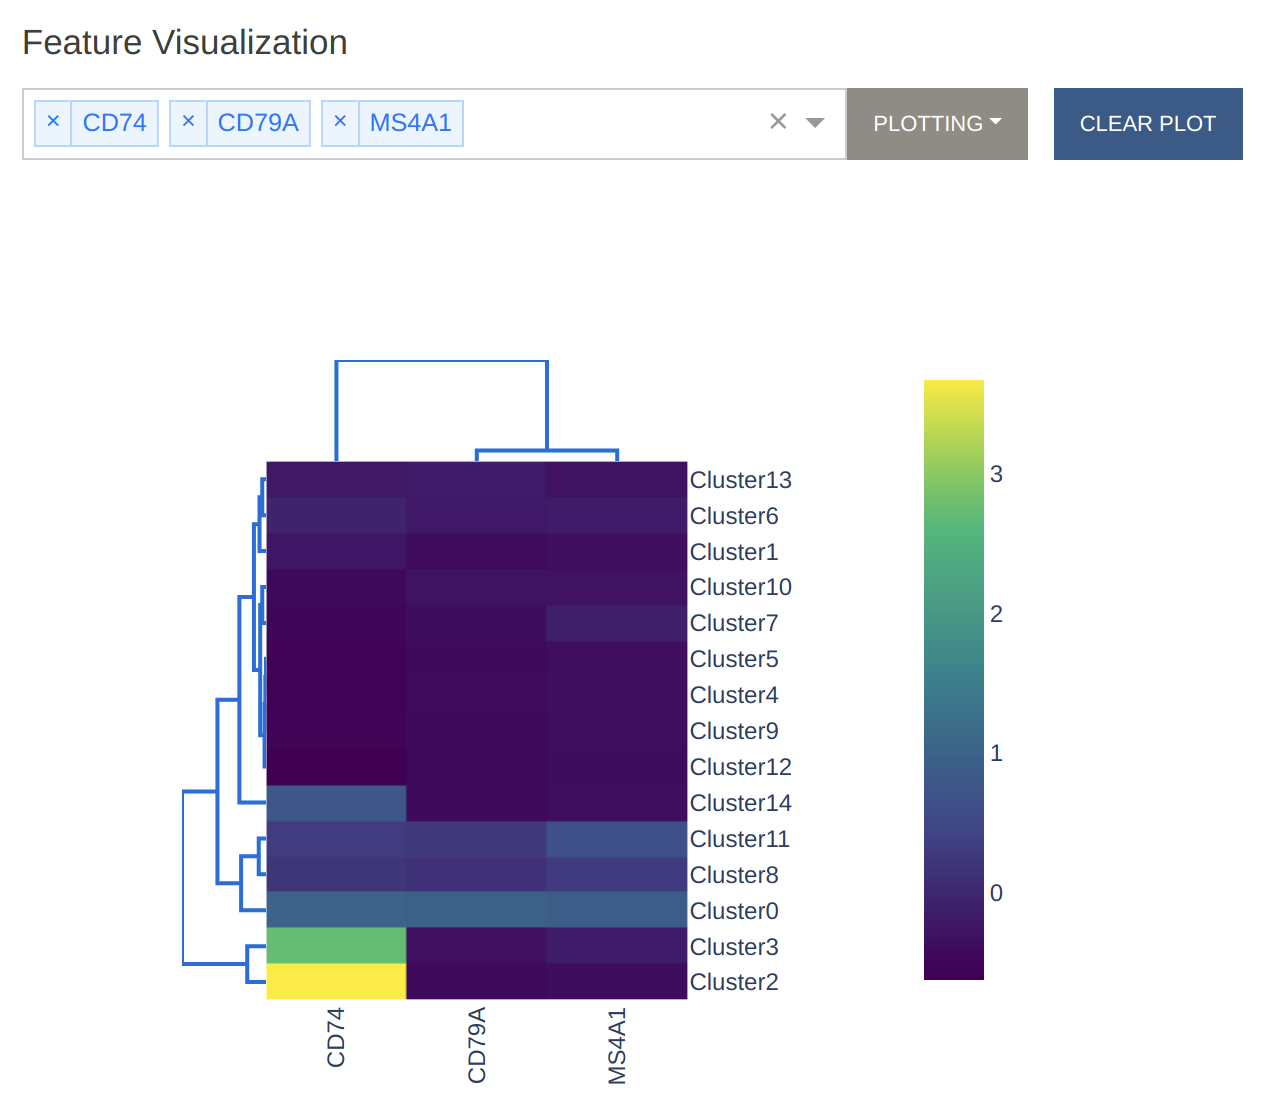 Feature Visualization
× CD74 × CD79A × MS4A1 × PLOTTING CLEAR PLOT
Cluster13
Cluster6
Cluster1
Cluster10
Cluster7
Cluster5
Cluster4
Cluster9
Cluster12
Cluster14
Cluster11
Cluster8
Cluster0
Cluster3
Cluster2
CD74
CD79A
MS4A1
3
2
1
0